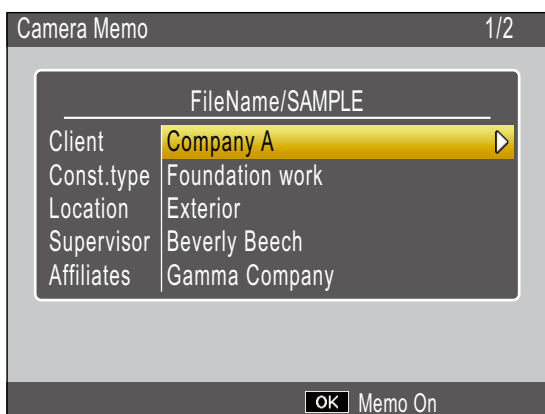 Camera Memo 1/2
FileName/SAMPLE
Client Company A
Const.type Foundation work
Location Exterior
Supervisor Beverly Beech
Affiliates Gamma Company
OK Memo On